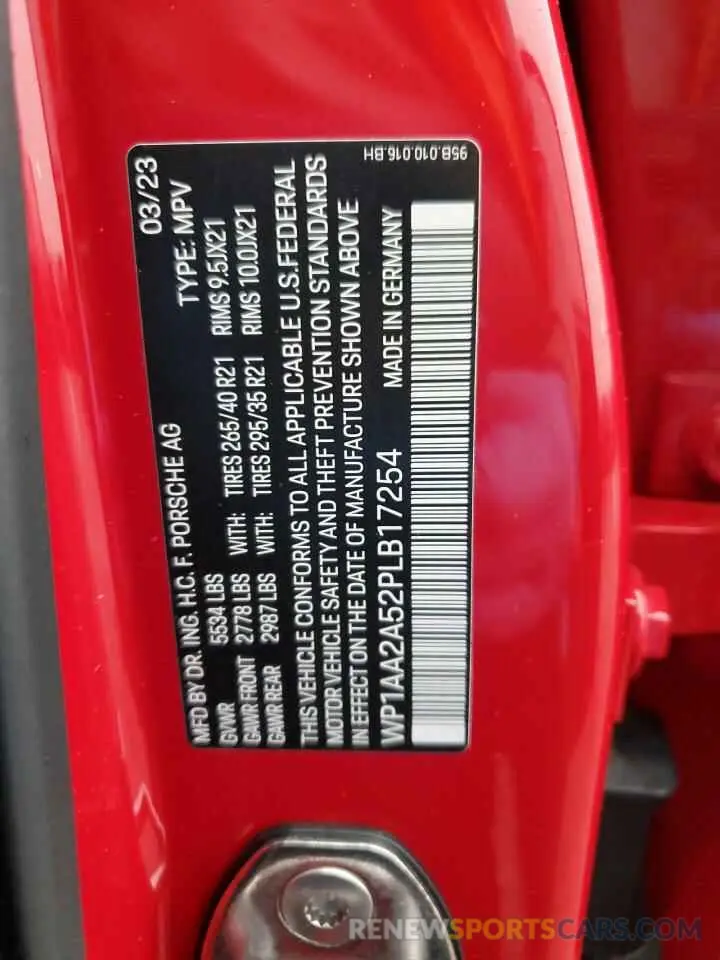 MFD BY DR. ING. H.C. F. PORSCHE AG 03/23
GVWR 5534 LBS TYPE: MPV
GAWR FRONT 2778 LBS WITH: TIRES 265/40 R21 RIMS 9.5JX21
GAWR REAR 2987 LBS WITH: TIRES 295/35 R21 RIMS 10.0JX21
THIS VEHICLE CONFORMS TO ALL APPLICABLE U.S.FEDERAL
MOTOR VEHICLE SAFETY AND THEFT PREVENTION STANDARDS
IN EFFECT ON THE DATE OF MANUFACTURE SHOWN ABOVE
WP1AA2A52PLB17254 MADE IN GERMANY
95B.010.016.BH
RENEWSPORTSCARS.COM